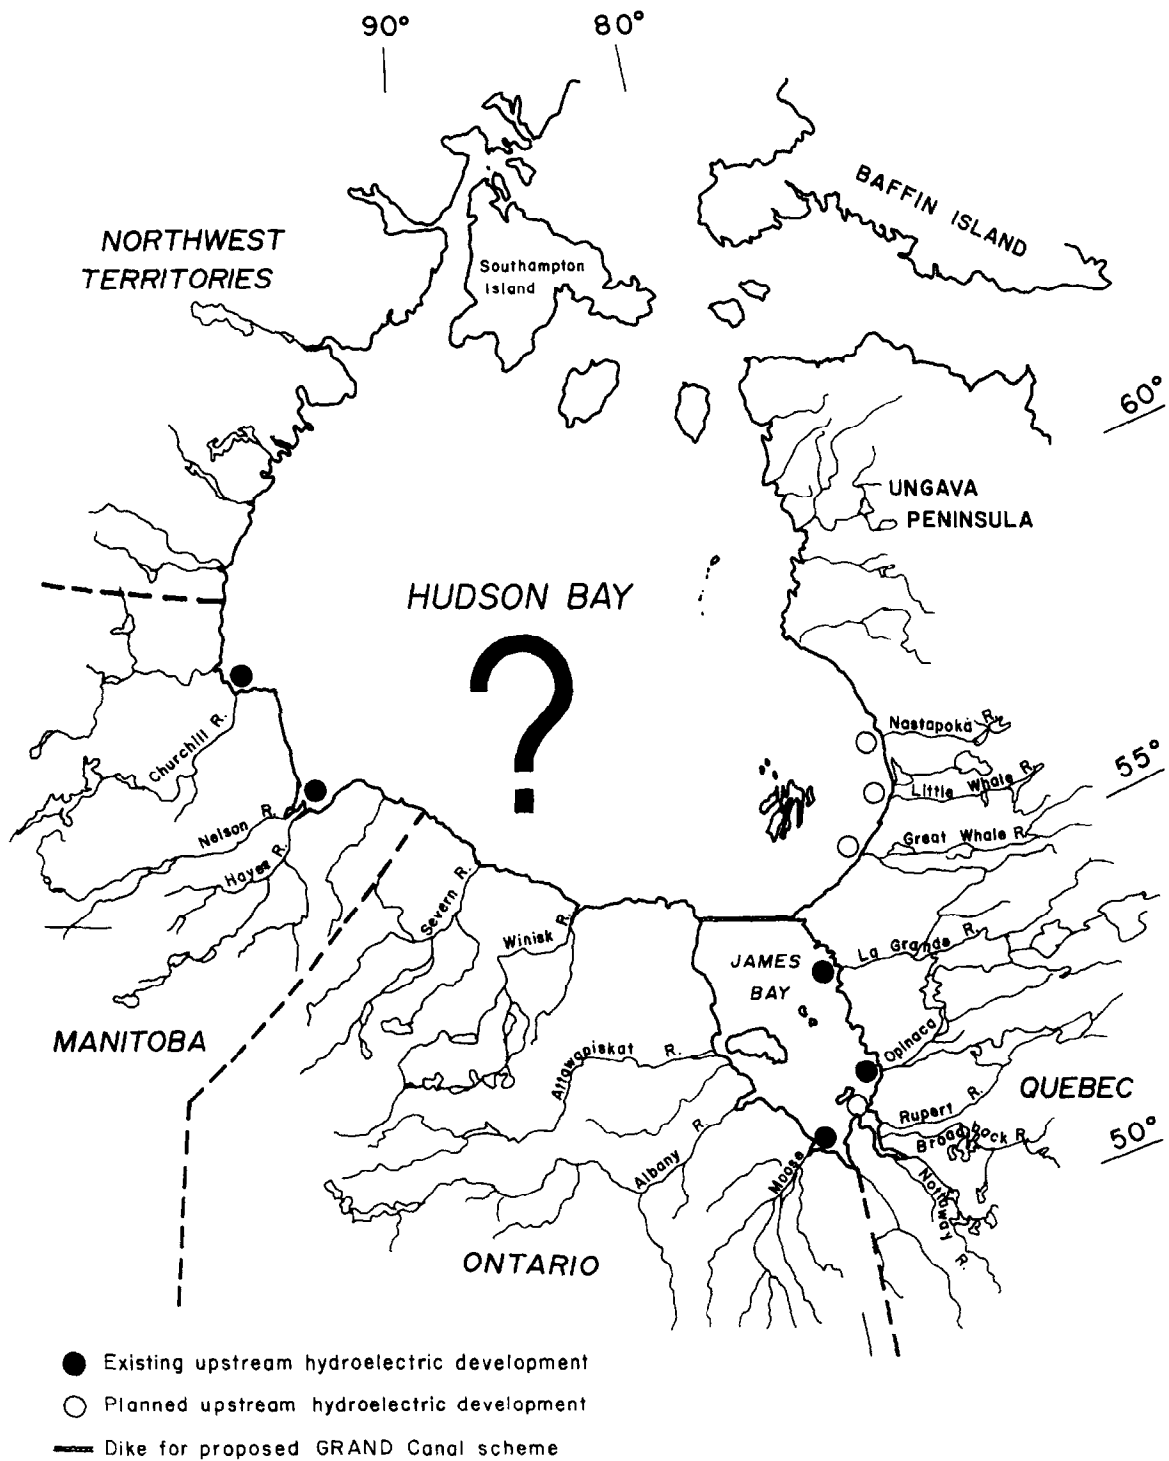 90°
80°
BAFFIN ISLAND
NORTHWEST
TERRITORIES
Southampton
Island
60°
UNGAVA
PENINSULA
HUDSON BAY
?
Nastapoka R.
55°
Little Whale R.
Churchill R.
Great Whale R.
Nelson R.
Hayes R.
Severn R.
Winisk R.
La Grande R.
JAMES
BAY
MANITOBA
Opinaca
Attawapiskat R.
QUEBEC
Rupert R.
Broadback R.
50°
Albany R.
Moose
Nottaway R.
ONTARIO
Existing upstream hydroelectric development
Planned upstream hydroelectric development
Dike for proposed GRAND Canal scheme